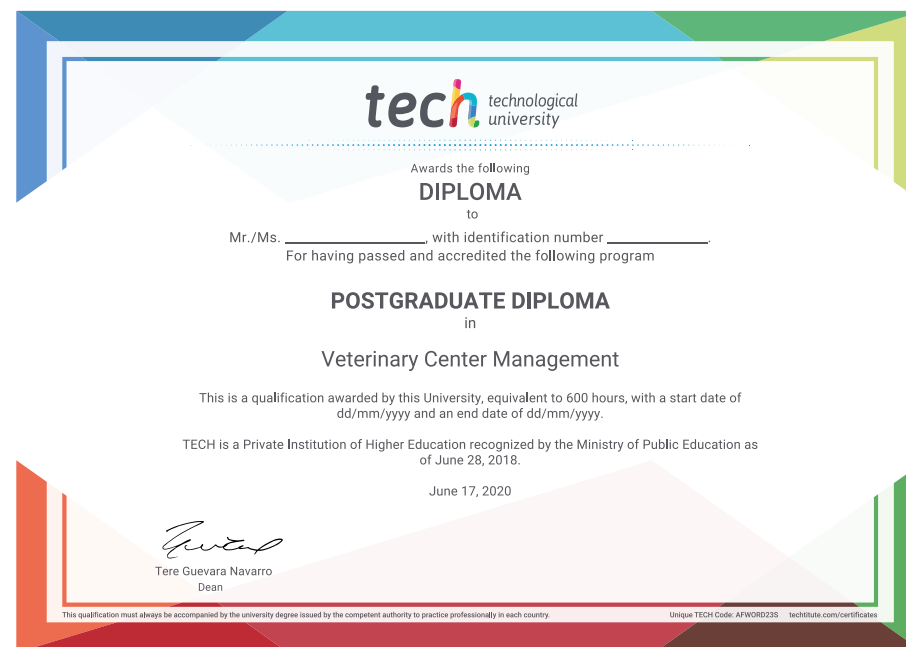 tech technological
university
Awards the following
DIPLOMA
to
Mr./Ms. ____________________, with identification number ______________.
For having passed and accredited the following program
POSTGRADUATE DIPLOMA
in
Veterinary Center Management
This is a qualification awarded by this University, equivalent to 600 hours, with a start date of
dd/mm/yyyy and an end date of dd/mm/yyyy.
TECH is a Private Institution of Higher Education recognized by the Ministry of Public Education as
of June 28, 2018.
June 17, 2020
Tere Guevara Navarro
Dean
This qualification must always be accompanied by the university degree issued by the competent authority to practice professionally in each country. Unique TECH Code: AFWORD23S techtitute.com/certificates